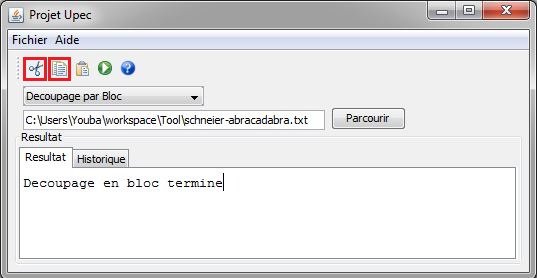 Projet Upec
Fichier Aide
Decoupage par Bloc
C:\Users\Youba\workspace\Tool\schneier-abracadabra.txt Parcourir
Resultat
Resultat Historique
Decoupage en bloc termine